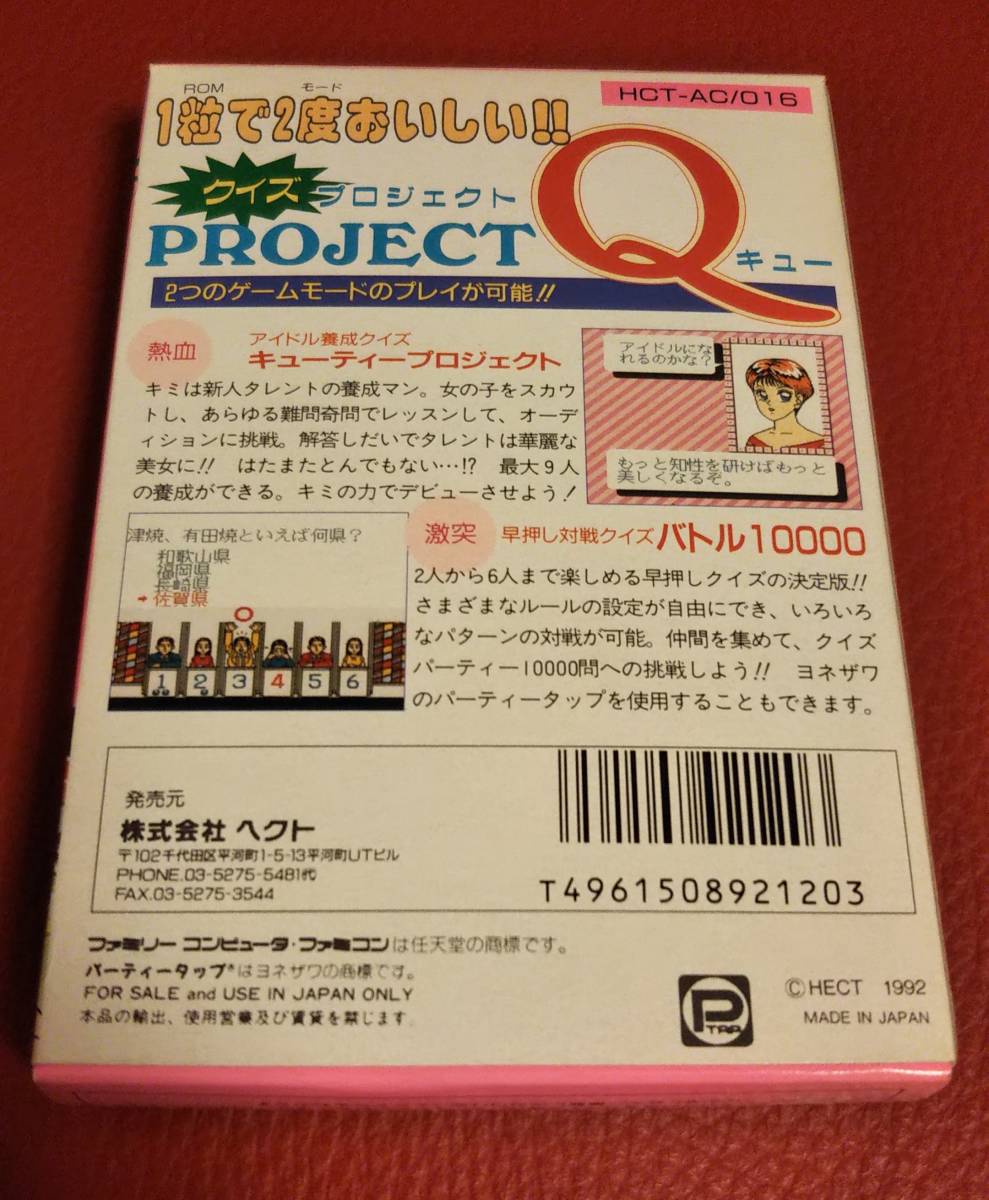 ROM モード
1粒で2度おいしい!!
HCT-AC/016
クイズ プロジェクト
PROJECT Q キュー
2つのゲームモードのプレイが可能!!
熱血
アイドル養成クイズ
キューティープロジェクト
キミは新人タレントの養成マン。女の子をスカウ
トし、あらゆる難問奇問でレッスンして、オーデ
ィションに挑戦。解答しだいでタレントは華麗な
美女に!! はたまたとんでもない…!? 最大9人
の養成ができる。キミの力でデビューさせよう!
アイドルにな
れるのかな?
もっと知性を研けばもっと
美しくなるぞ。
津焼、有田焼といえば何県?
和歌山県
福岡県
長崎県
→佐賀県
1 2 3 4 5 6
激突
早押し対戦クイズ バトル10000
2人から6人まで楽しめる早押しクイズの決定版!!
さまざまなルールの設定が自由にでき、いろいろ
なパターンの対戦が可能。仲間を集めて、クイズ
パーティー10000問への挑戦しよう!! ヨネザワ
のパーティータップを使用することもできます。
発売元
株式会社 ヘクト
〒102千代田区平河町1-5-13平河町UTビル
PHONE.03-5275-5481代
FAX.03-5275-3544
T4961508921203
ファミリーコンピュータ・ファミコンは任天堂の商標です。
パーティータップ®はヨネザワの商標です。
FOR SALE and USE IN JAPAN ONLY
本品の輸出、使用営業及び賃貸を禁じます。
P TAP
©HECT 1992
MADE IN JAPAN